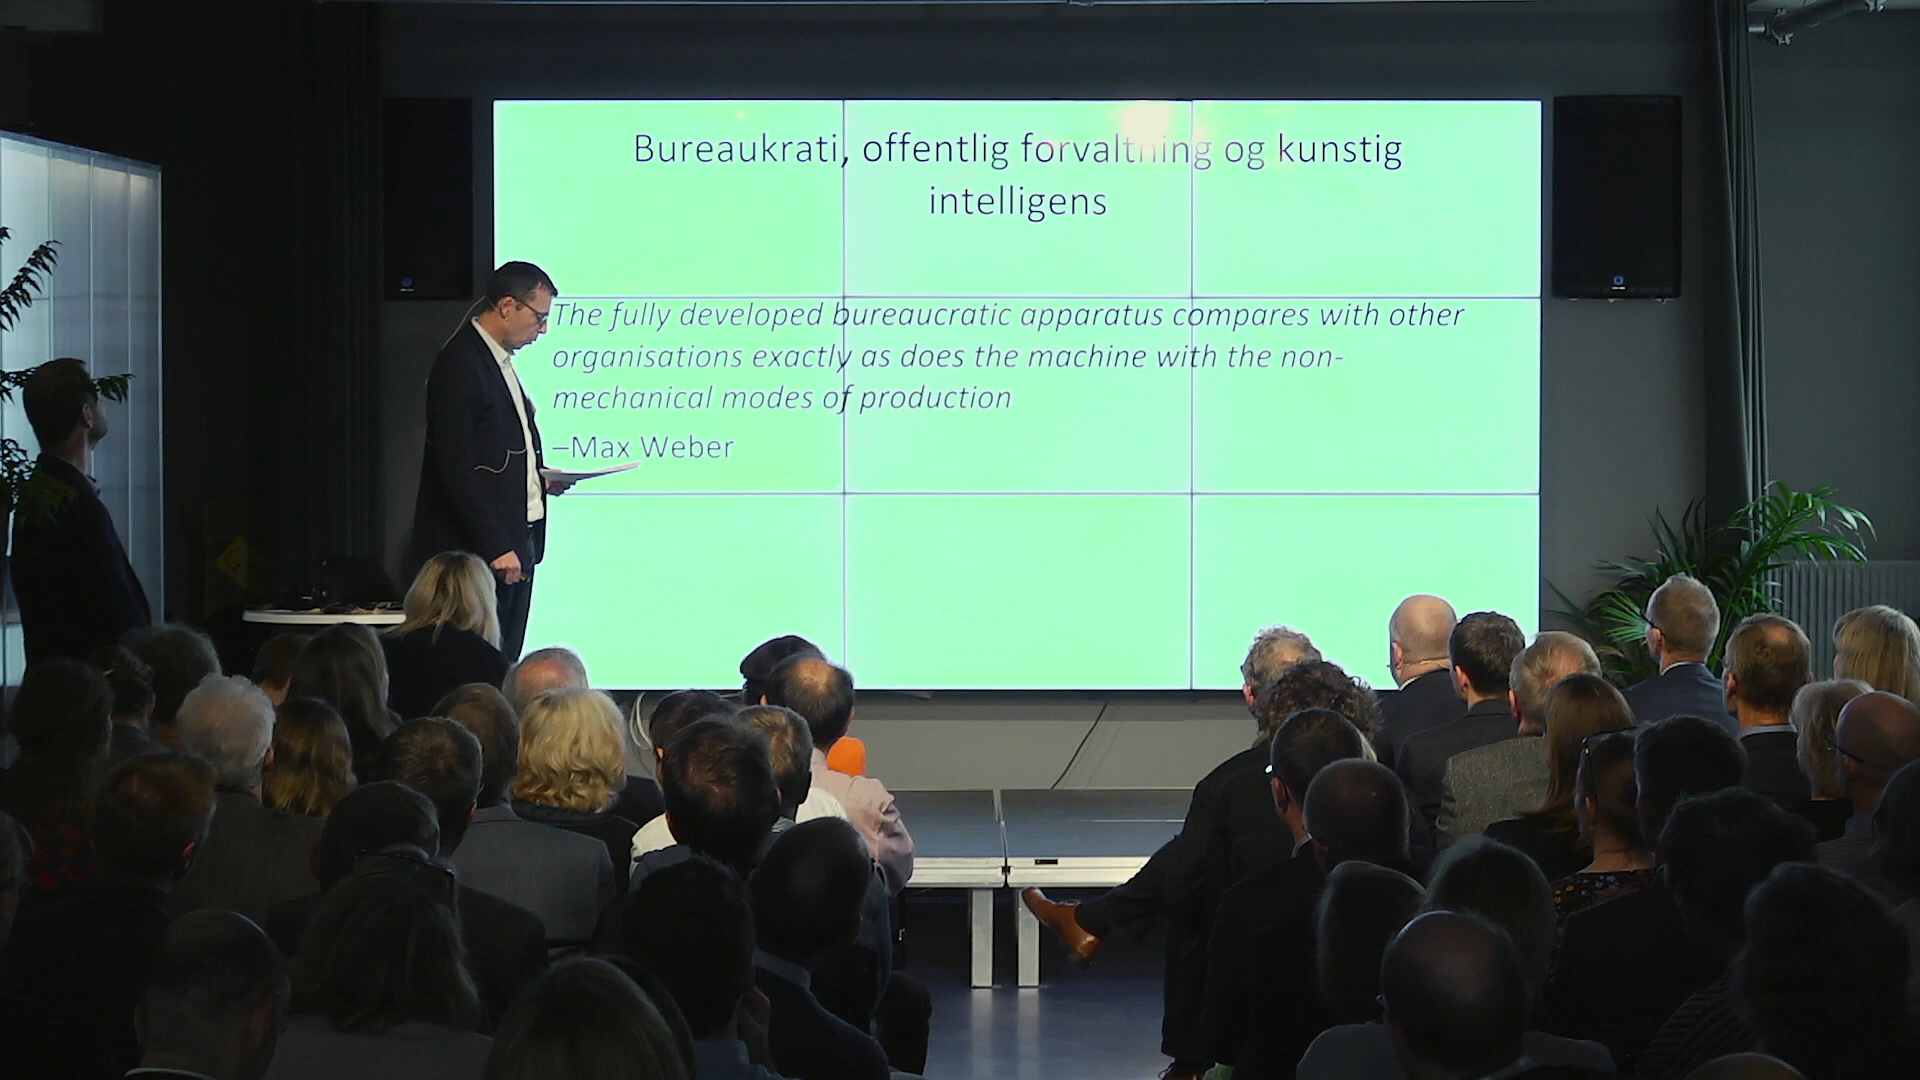 Bureaukrati, offentlig forvaltning og kunstig
intelligens
The fully developed bureaucratic apparatus compares with other
organisations exactly as does the machine with the non-
mechanical modes of production
–Max Weber